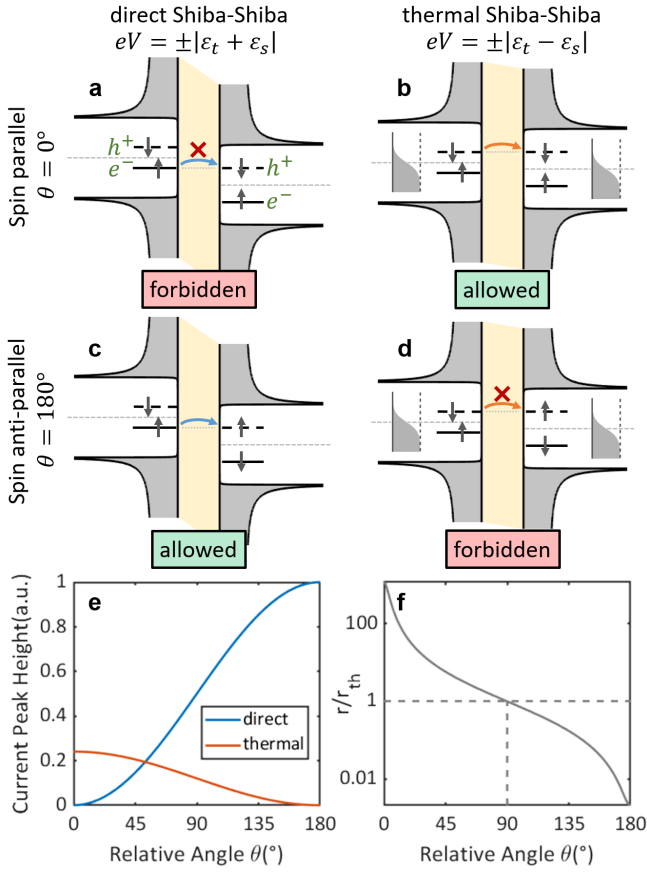 direct Shiba-Shiba
eV = ±|ε_t + ε_s|
thermal Shiba-Shiba
eV = ±|ε_t − ε_s|
Spin parallel
θ = 0°
a
h⁺
e⁻
h⁺
e⁻
forbidden
b
allowed
Spin anti-parallel
θ = 180°
c
allowed
d
forbidden
e
Current Peak Height(a.u.)
1
0.8
0.6
0.4
0.2
0
direct
thermal
0 45 90 135 180
Relative Angle θ(°)
f
r/r_th
100
1
0.01
0 45 90 135 180
Relative Angle θ(°)